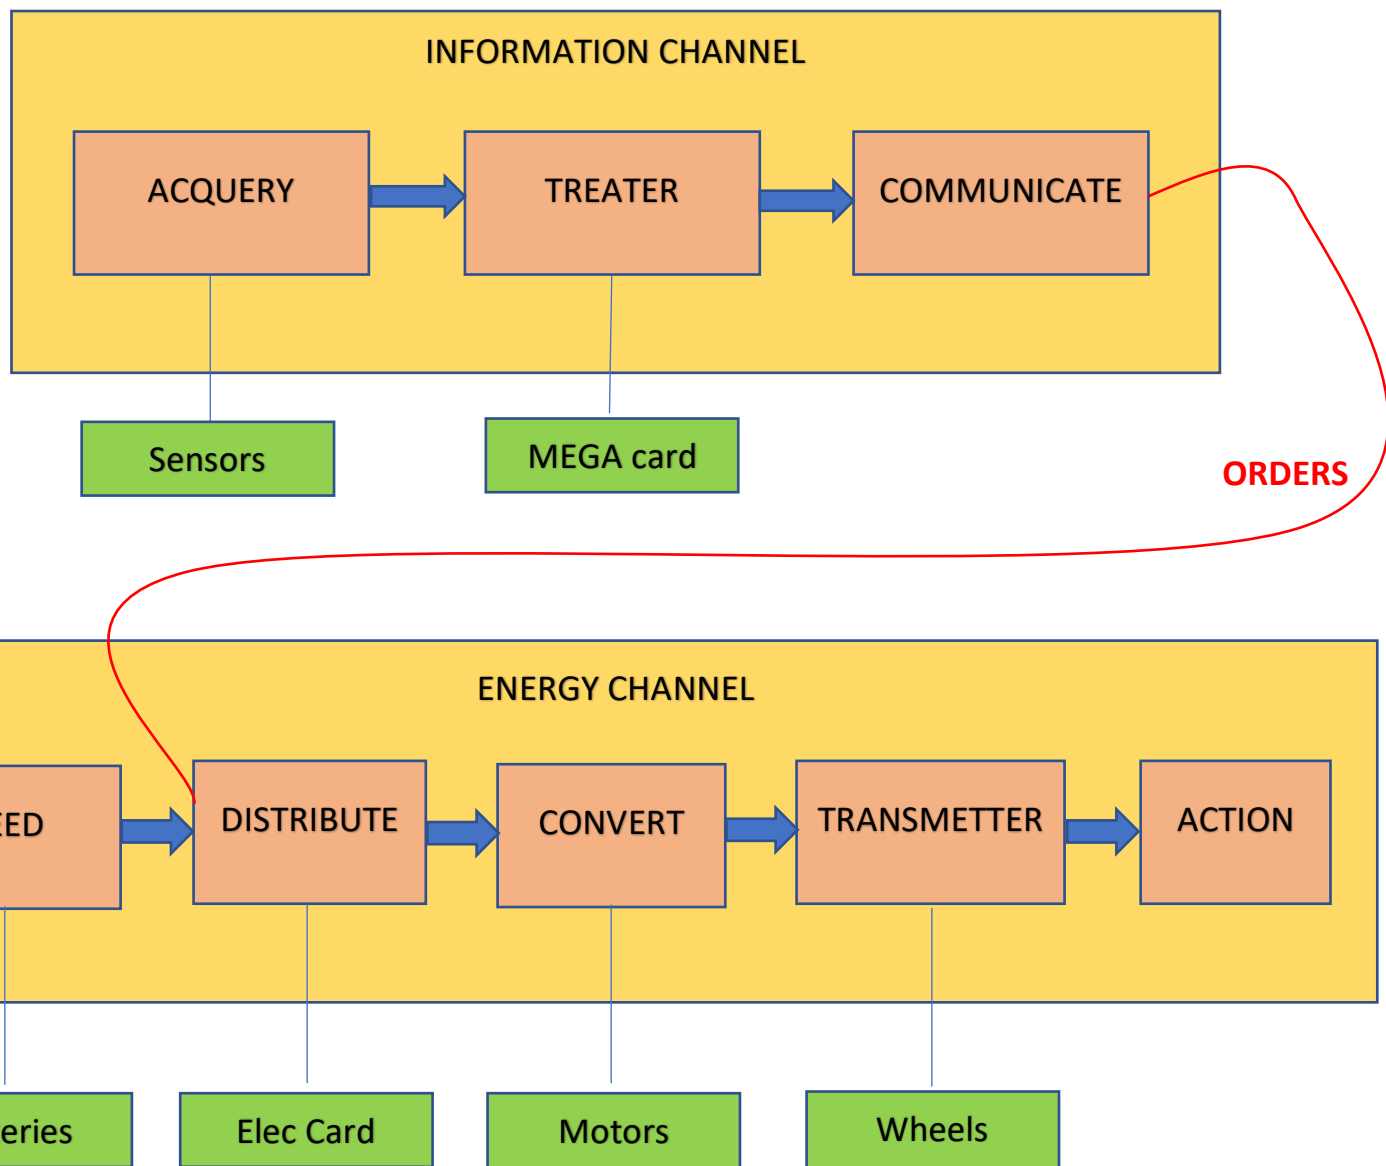 INFORMATION CHANNEL
ACQUERY
TREATER
COMMUNICATE
Sensors
MEGA card
ORDERS
ENERGY CHANNEL
EED
DISTRIBUTE
CONVERT
TRANSMETTER
ACTION
eries
Elec Card
Motors
Wheels